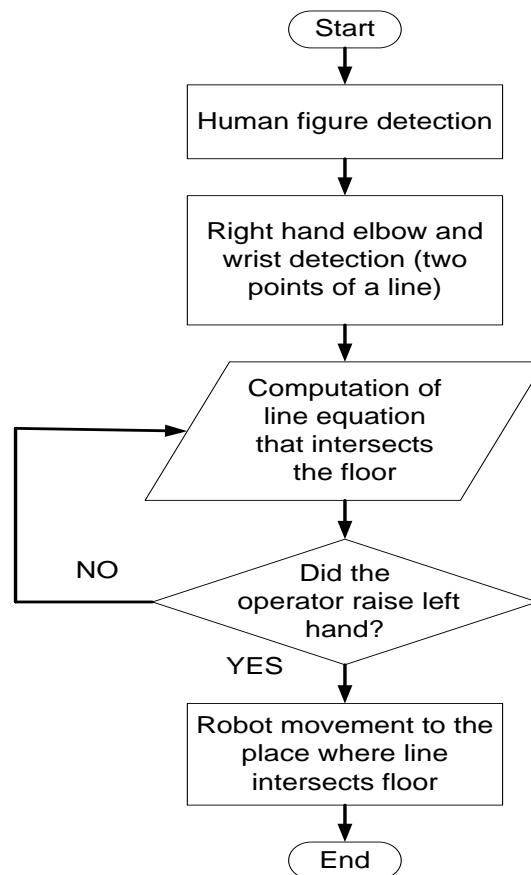 Start
Human figure detection
Right hand elbow and
wrist detection (two
points of a line)
Computation of
line equation
that intersects
the floor
NO
Did the
operator raise left
hand?
YES
Robot movement to the
place where line
intersects floor
End